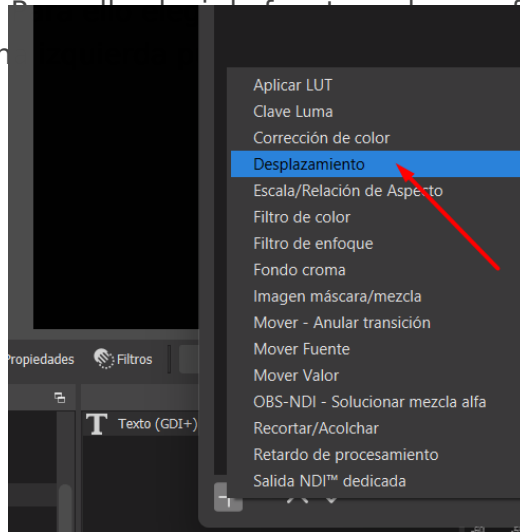 Aplicar LUT
Clave Luma
Corrección de color
Desplazamiento
Escala/Relación de Aspecto
Filtro de color
Filtro de enfoque
Fondo croma
Imagen máscara/mezcla
Mover - Anular transición
Mover Fuente
Mover Valor
OBS-NDI - Solucionar mezcla alfa
Recortar/Acolchar
Retardo de procesamiento
Salida NDI™ dedicada
Propiedades Filtros
T Texto (GDI+)